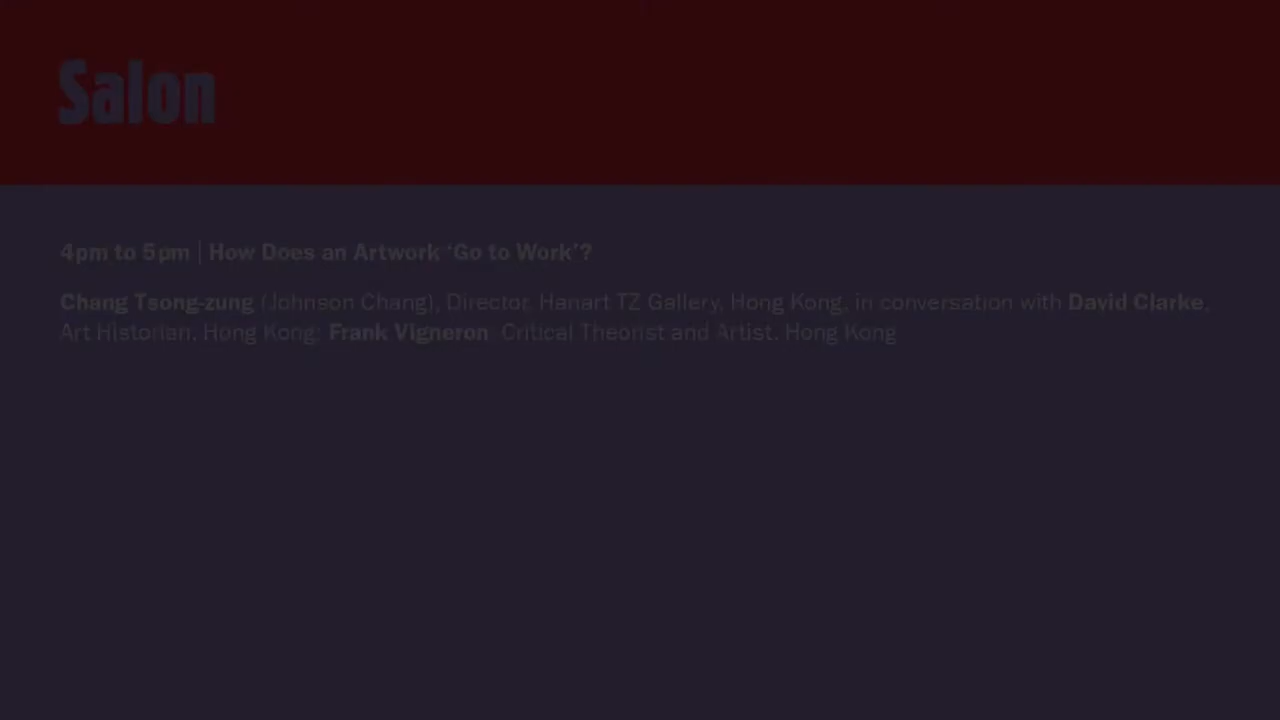 Salon
4pm to 5pm | How Does an Artwork ‘Go to Work’?
Chang Tsong-zung (Johnson Chang), Director, Hanart TZ Gallery, Hong Kong, in conversation with David Clarke,
Art Historian, Hong Kong; Frank Vigneron, Critical Theorist and Artist, Hong Kong